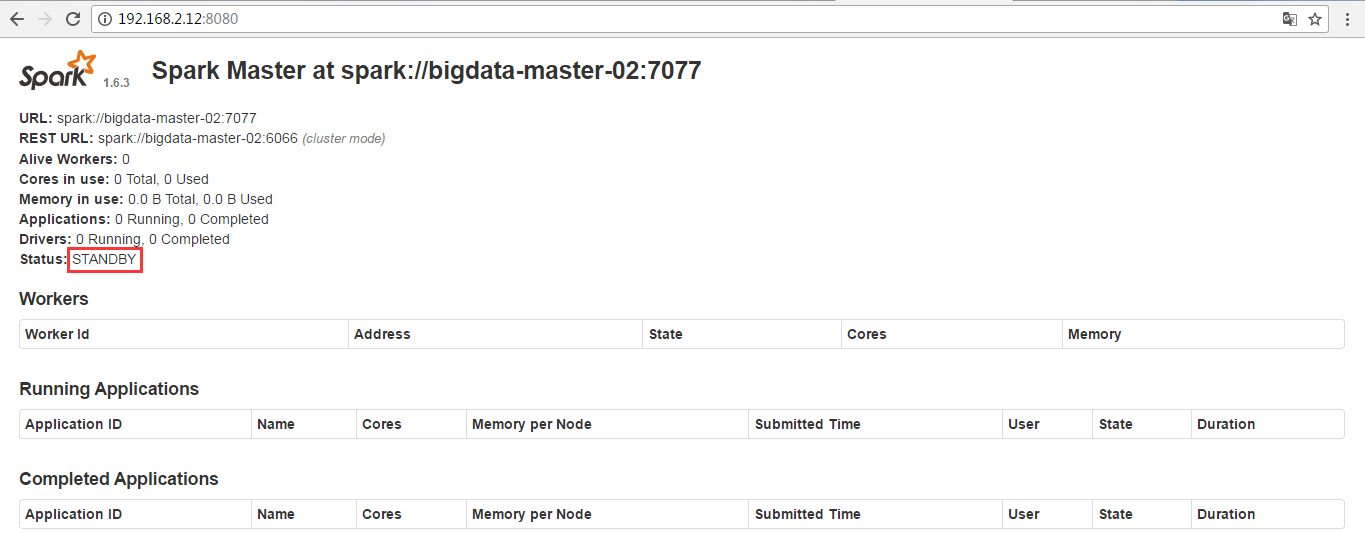 192.168.2.12:8080
Spark 1.6.3 Spark Master at spark://bigdata-master-02:7077
URL: spark://bigdata-master-02:7077
REST URL: spark://bigdata-master-02:6066 (cluster mode)
Alive Workers: 0
Cores in use: 0 Total, 0 Used
Memory in use: 0.0 B Total, 0.0 B Used
Applications: 0 Running, 0 Completed
Drivers: 0 Running, 0 Completed
Status: STANDBY
Workers
Worker Id Address State Cores Memory
Running Applications
Application ID Name Cores Memory per Node Submitted Time User State Duration
Completed Applications
Application ID Name Cores Memory per Node Submitted Time User State Duration